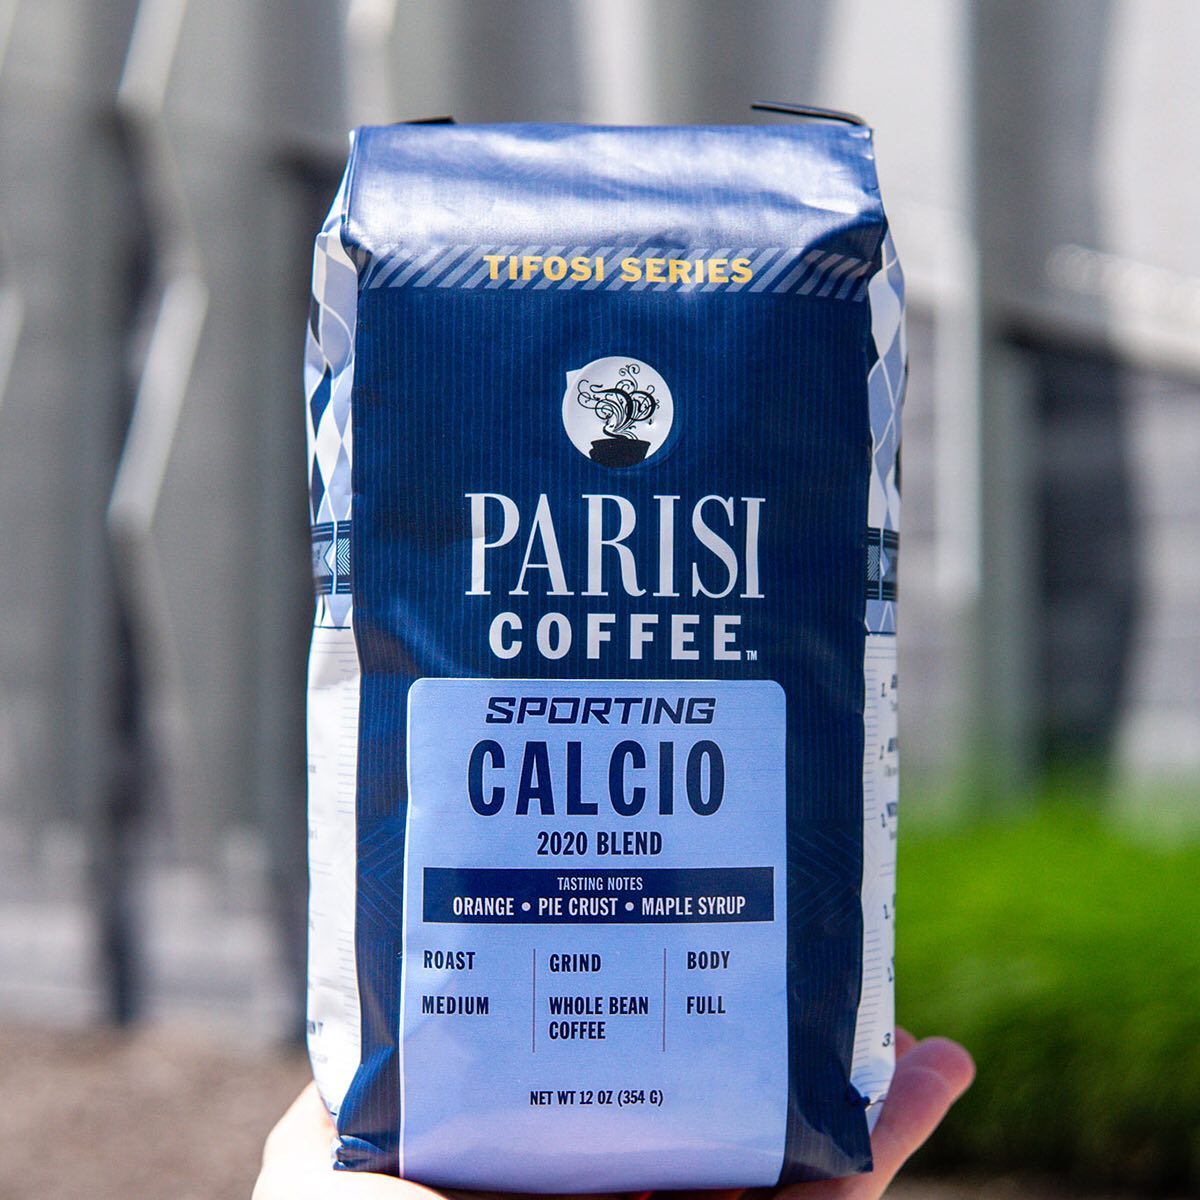 TIFOSI SERIES
PARISI
COFFEE™
SPORTING
CALCIO
2020 BLEND
TASTING NOTES
ORANGE • PIE CRUST • MAPLE SYRUP
ROAST GRIND BODY
MEDIUM WHOLE BEAN COFFEE FULL
NET WT 12 OZ (354 G)